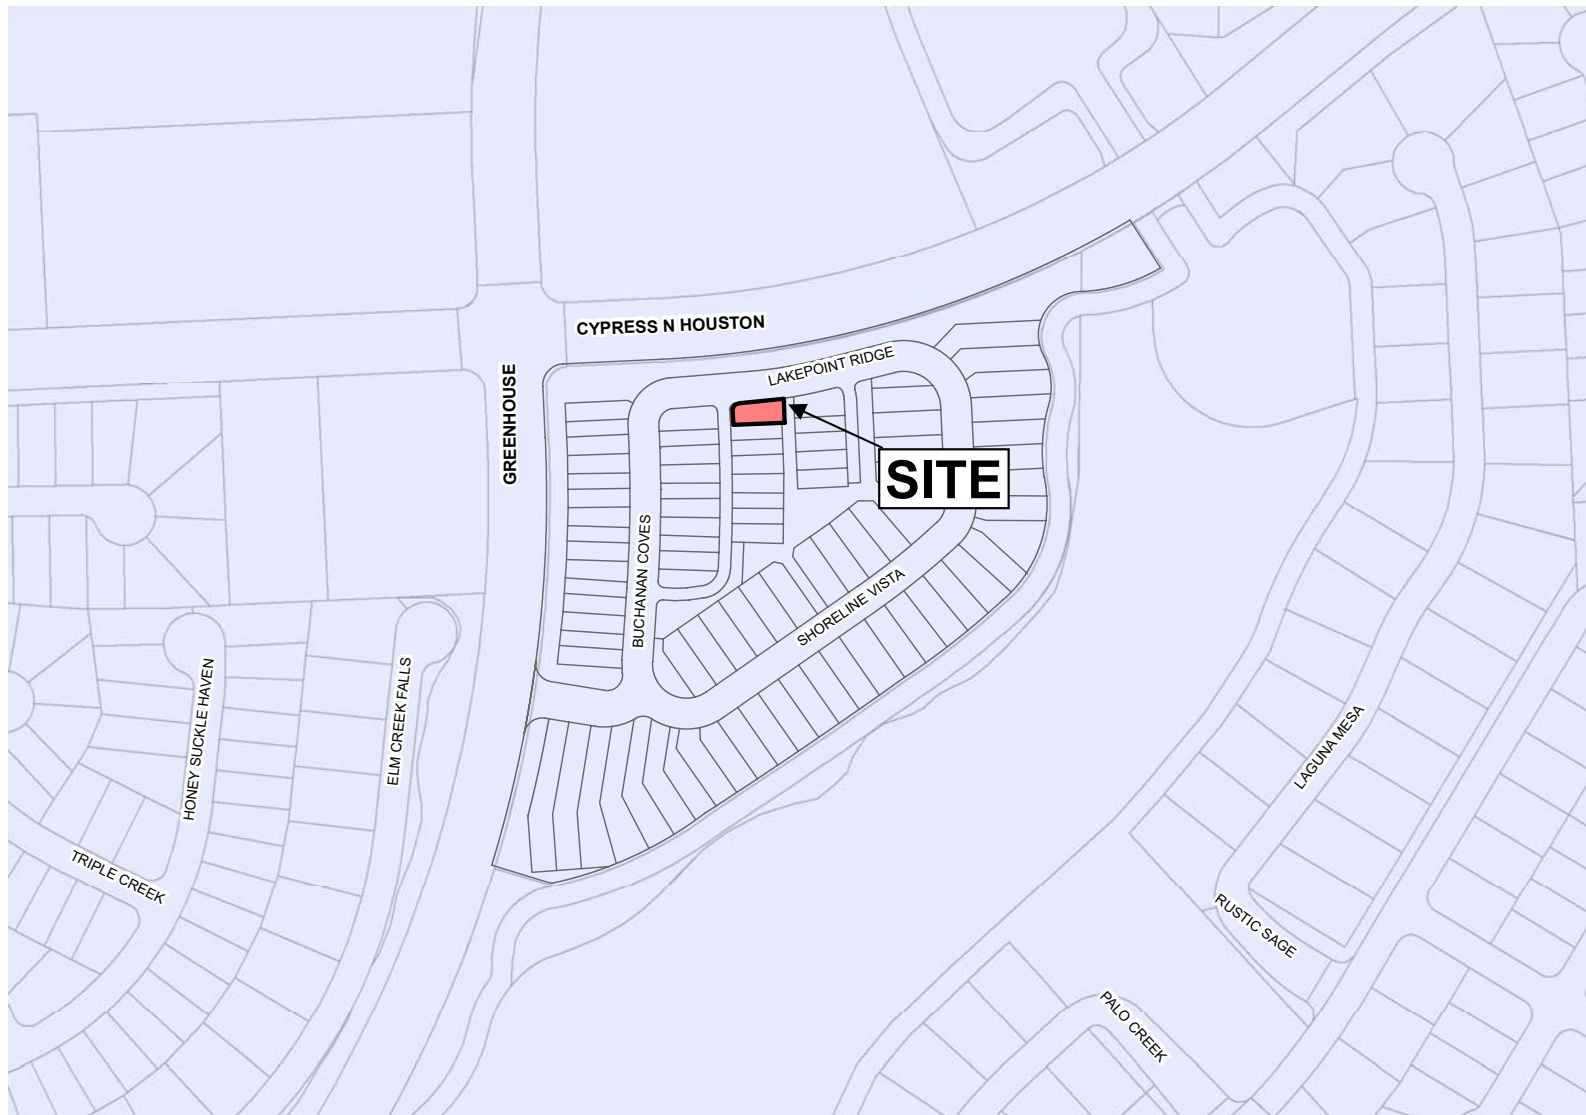 CYPRESS N HOUSTON
LAKEPOINT RIDGE
GREENHOUSE
SITE
BUCHANAN COVES
SHORELINE VISTA
HONEY SUCKLE HAVEN
ELM CREEK FALLS
LAGUNA MESA
TRIPLE CREEK
RUSTIC SAGE
PALO CREEK